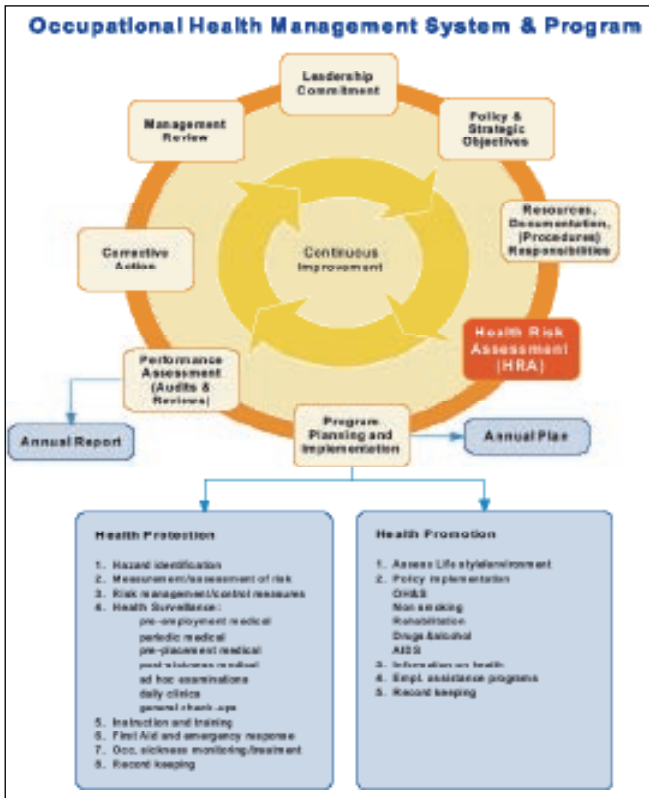 Occupational Health Management System & Program
Leadership
Commitment
Policy &
Strategic
Objectives
Resources,
Documentation,
(Procedures)
Responsibilities
Health Risk
Assessment
(HRA)
Program
Planning and
Implementation
Annual Plan
Performance
Assessment
(Audits &
Reviews)
Annual Report
Corrective
Action
Management
Review
Continuous
Improvement
Health Protection
1. Hazard identification
2. Measurement/assessment of risk
3. Risk management/control measures
4. Health Surveillance:
pre-employment medical
periodic medical
pre-placement medical
post-sickness medical
ad hoc examinations
daily clinics
general check-ups
5. Instruction and training
6. First Aid and emergency response
7. Occ. sickness monitoring/treatment
8. Record keeping
Health Promotion
1. Assess Life style/environment
2. Policy implementation
OH&S
Non smoking
Rehabilitation
Drugs &alcohol
AIDS
3. Information on health
4. Empl. assistance programs
5. Record keeping